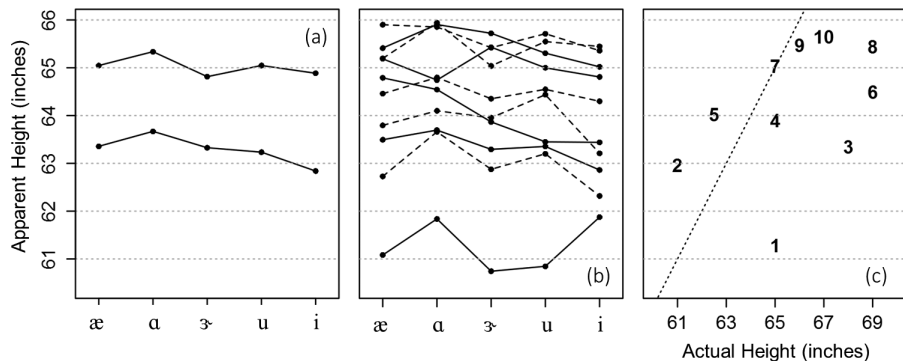 Apparent Height (inches)
66
65
64
63
62
61
(a)
æ ɑ ɝ u i
(b)
æ ɑ ɝ u i
(c)
10
9
8
7
6
5
4
3
2
1
61 63 65 67 69
Actual Height (inches)